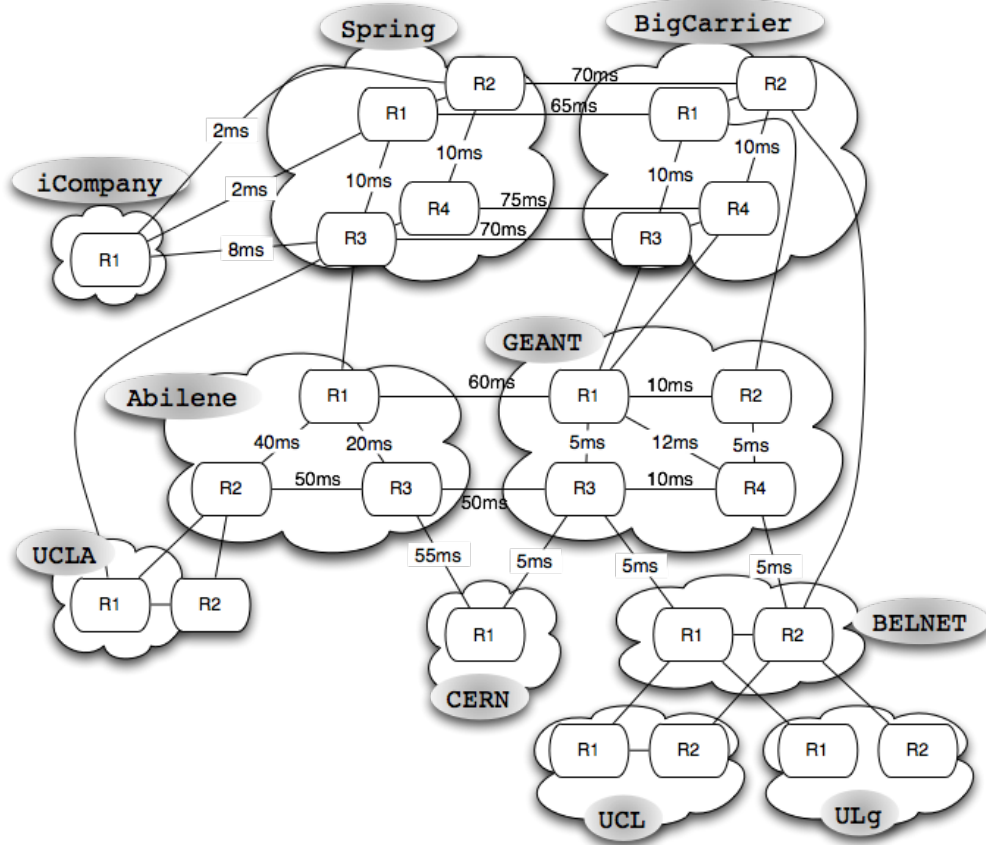 Spring BigCarrier
R2 70ms R2
R1 65ms R1
2ms
10ms 10ms
iCompany 2ms 10ms 10ms
R4 75ms R4
R3 70ms R3
R1 8ms
GEANT
Abilene R1 60ms R1 10ms R2
40ms 20ms 5ms 12ms 5ms
R2 50ms R3 50ms R3 10ms R4
UCLA 55ms 5ms 5ms 5ms
R1 R2
R1 R1 R2 BELNET
CERN
R1 R2 R1 R2
UCL ULg